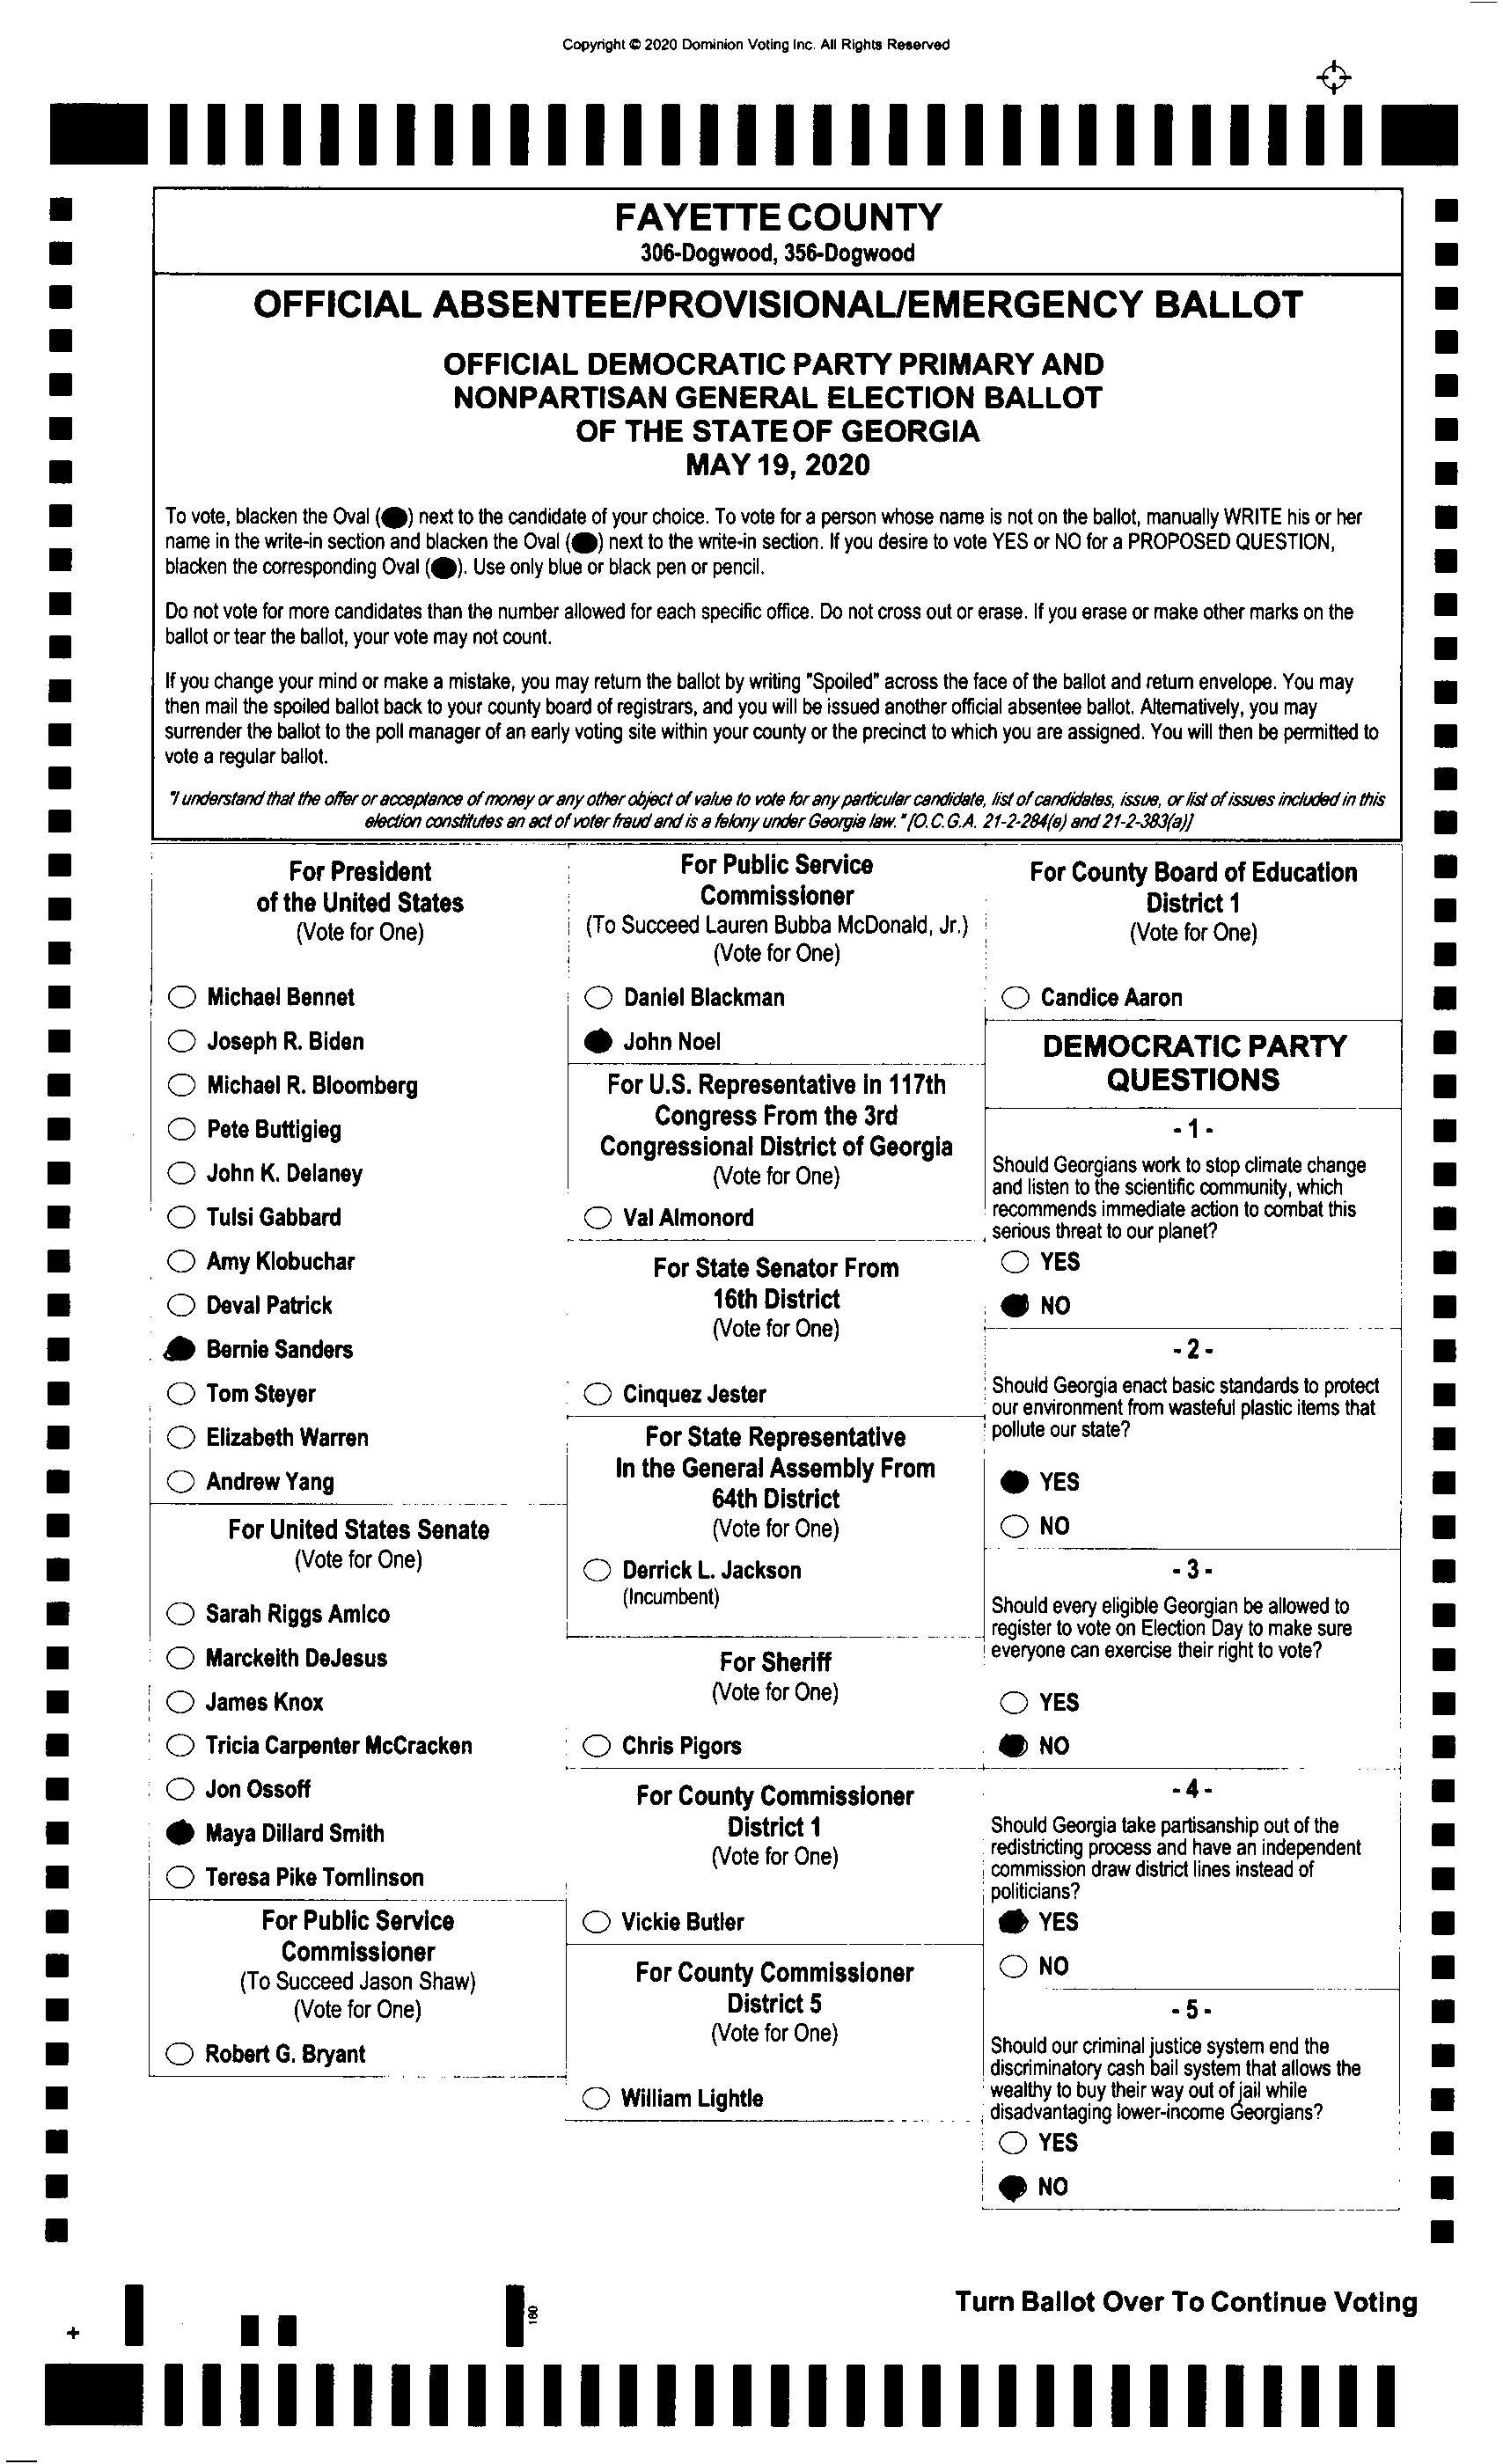 Copyright © 2020 Dominion Voting Inc. All Rights Reserved
FAYETTE COUNTY
306-Dogwood, 356-Dogwood
OFFICIAL ABSENTEE/PROVISIONAL/EMERGENCY BALLOT
OFFICIAL DEMOCRATIC PARTY PRIMARY AND
NONPARTISAN GENERAL ELECTION BALLOT
OF THE STATE OF GEORGIA
MAY 19, 2020
To vote, blacken the Oval (●) next to the candidate of your choice. To vote for a person whose name is not on the ballot, manually WRITE his or her
name in the write-in section and blacken the Oval (●) next to the write-in section. If you desire to vote YES or NO for a PROPOSED QUESTION,
blacken the corresponding Oval (●). Use only blue or black pen or pencil.
Do not vote for more candidates than the number allowed for each specific office. Do not cross out or erase. If you erase or make other marks on the
ballot or tear the ballot, your vote may not count.
If you change your mind or make a mistake, you may return the ballot by writing "Spoiled" across the face of the ballot and return envelope. You may
then mail the spoiled ballot back to your county board of registrars, and you will be issued another official absentee ballot. Alternatively, you may
surrender the ballot to the poll manager of an early voting site within your county or the precinct to which you are assigned. You will then be permitted to
vote a regular ballot.
"I understand that the offer or acceptance of money or any other object of value to vote for any particular candidate, list of candidates, issue, or list of issues included in this
election constitutes an act of voter fraud and is a felony under Georgia law." [O.C.G.A. 21-2-284(e) and 21-2-383(a)]
For President
of the United States
(Vote for One)
Michael Bennet
Joseph R. Biden
Michael R. Bloomberg
Pete Buttigieg
John K. Delaney
Tulsi Gabbard
Amy Klobuchar
Deval Patrick
Bernie Sanders
Tom Steyer
Elizabeth Warren
Andrew Yang
For United States Senate
(Vote for One)
Sarah Riggs Amico
Marckeith DeJesus
James Knox
Tricia Carpenter McCracken
Jon Ossoff
Maya Dillard Smith
Teresa Pike Tomlinson
For Public Service
Commissioner
(To Succeed Jason Shaw)
(Vote for One)
Robert G. Bryant
For Public Service
Commissioner
(To Succeed Lauren Bubba McDonald, Jr.)
(Vote for One)
Daniel Blackman
John Noel
For U.S. Representative in 117th
Congress From the 3rd
Congressional District of Georgia
(Vote for One)
Val Almonord
For State Senator From
16th District
(Vote for One)
Cinquez Jester
For State Representative
In the General Assembly From
64th District
(Vote for One)
Derrick L. Jackson
(Incumbent)
For Sheriff
(Vote for One)
Chris Pigors
For County Commissioner
District 1
(Vote for One)
Vickie Butler
For County Commissioner
District 5
(Vote for One)
William Lightle
For County Board of Education
District 1
(Vote for One)
Candice Aaron
DEMOCRATIC PARTY
QUESTIONS
- 1 -
Should Georgians work to stop climate change
and listen to the scientific community, which
recommends immediate action to combat this
serious threat to our planet?
YES
NO
- 2 -
Should Georgia enact basic standards to protect
our environment from wasteful plastic items that
pollute our state?
YES
NO
- 3 -
Should every eligible Georgian be allowed to
register to vote on Election Day to make sure
everyone can exercise their right to vote?
YES
NO
- 4 -
Should Georgia take partisanship out of the
redistricting process and have an independent
commission draw district lines instead of
politicians?
YES
NO
- 5 -
Should our criminal justice system end the
discriminatory cash bail system that allows the
wealthy to buy their way out of jail while
disadvantaging lower-income Georgians?
YES
NO
Turn Ballot Over To Continue Voting
160